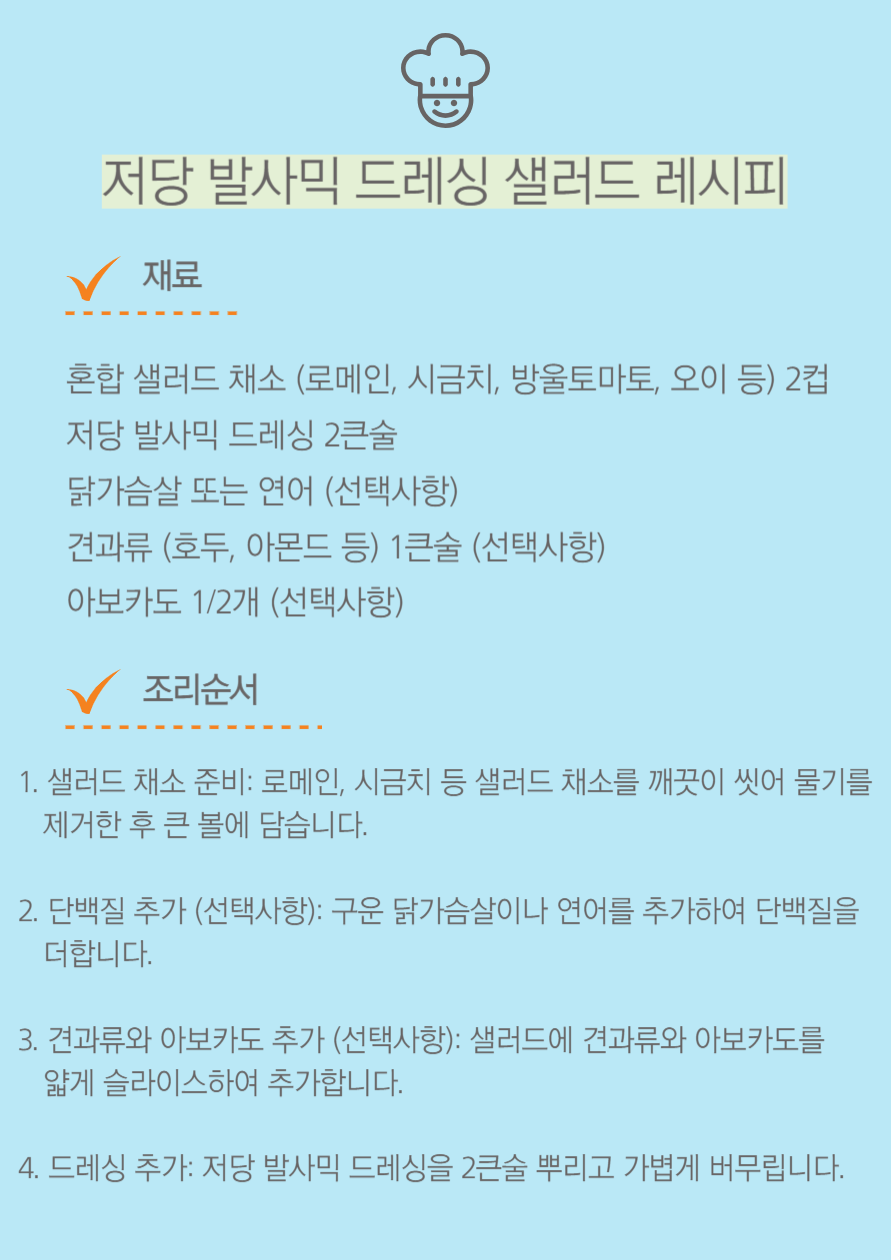 저당 발사믹 드레싱 샐러드 레시피
재료
혼합 샐러드 채소 (로메인, 시금치, 방울토마토, 오이 등) 2컵
저당 발사믹 드레싱 2큰술
닭가슴살 또는 연어 (선택사항)
견과류 (호두, 아몬드 등) 1큰술 (선택사항)
아보카도 1/2개 (선택사항)
조리순서
1. 샐러드 채소 준비: 로메인, 시금치 등 샐러드 채소를 깨끗이 씻어 물기를
제거한 후 큰 볼에 담습니다.
2. 단백질 추가 (선택사항): 구운 닭가슴살이나 연어를 추가하여 단백질을
더합니다.
3. 견과류와 아보카도 추가 (선택사항): 샐러드에 견과류와 아보카도를
얇게 슬라이스하여 추가합니다.
4. 드레싱 추가: 저당 발사믹 드레싱을 2큰술 뿌리고 가볍게 버무립니다.